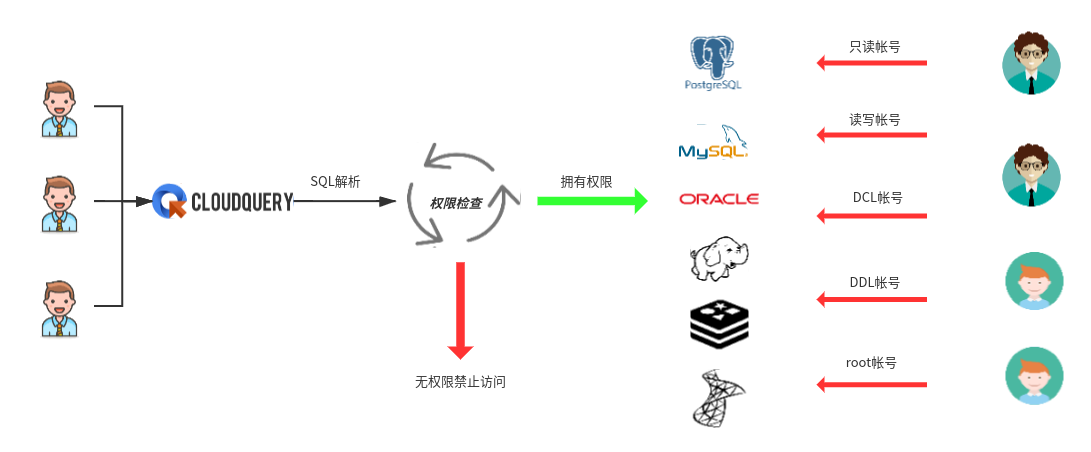 CLOUDQUERY
SQL解析
权限检查
拥有权限
无权限禁止访问
PostgreSQL
MySQL
ORACLE
只读帐号
读写帐号
DCL帐号
DDL帐号
root帐号